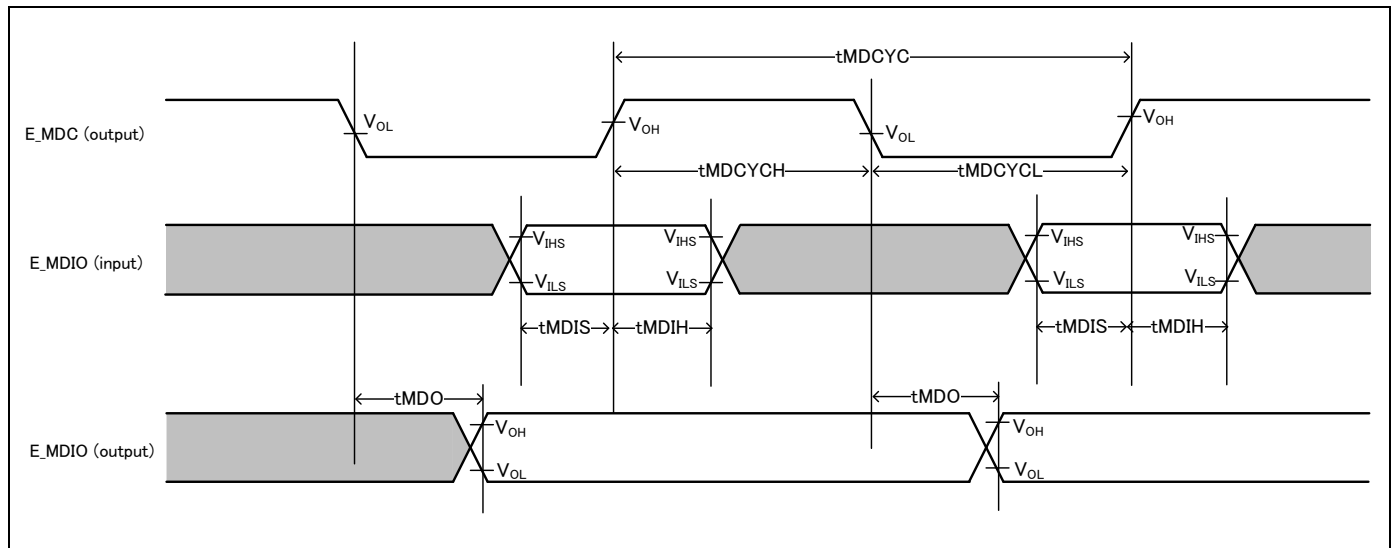 tMDCYC
E_MDC (output)
VOL
VOH
VOL
VOH
tMDCYCH
tMDCYCL
E_MDIO (input)
VIHS
VIHS
VIHS
VIHS
VILS
VILS
VILS
VILS
tMDIS
tMDIH
tMDIS
tMDIH
tMDO
tMDO
E_MDIO (output)
VOH
VOH
VOL
VOL